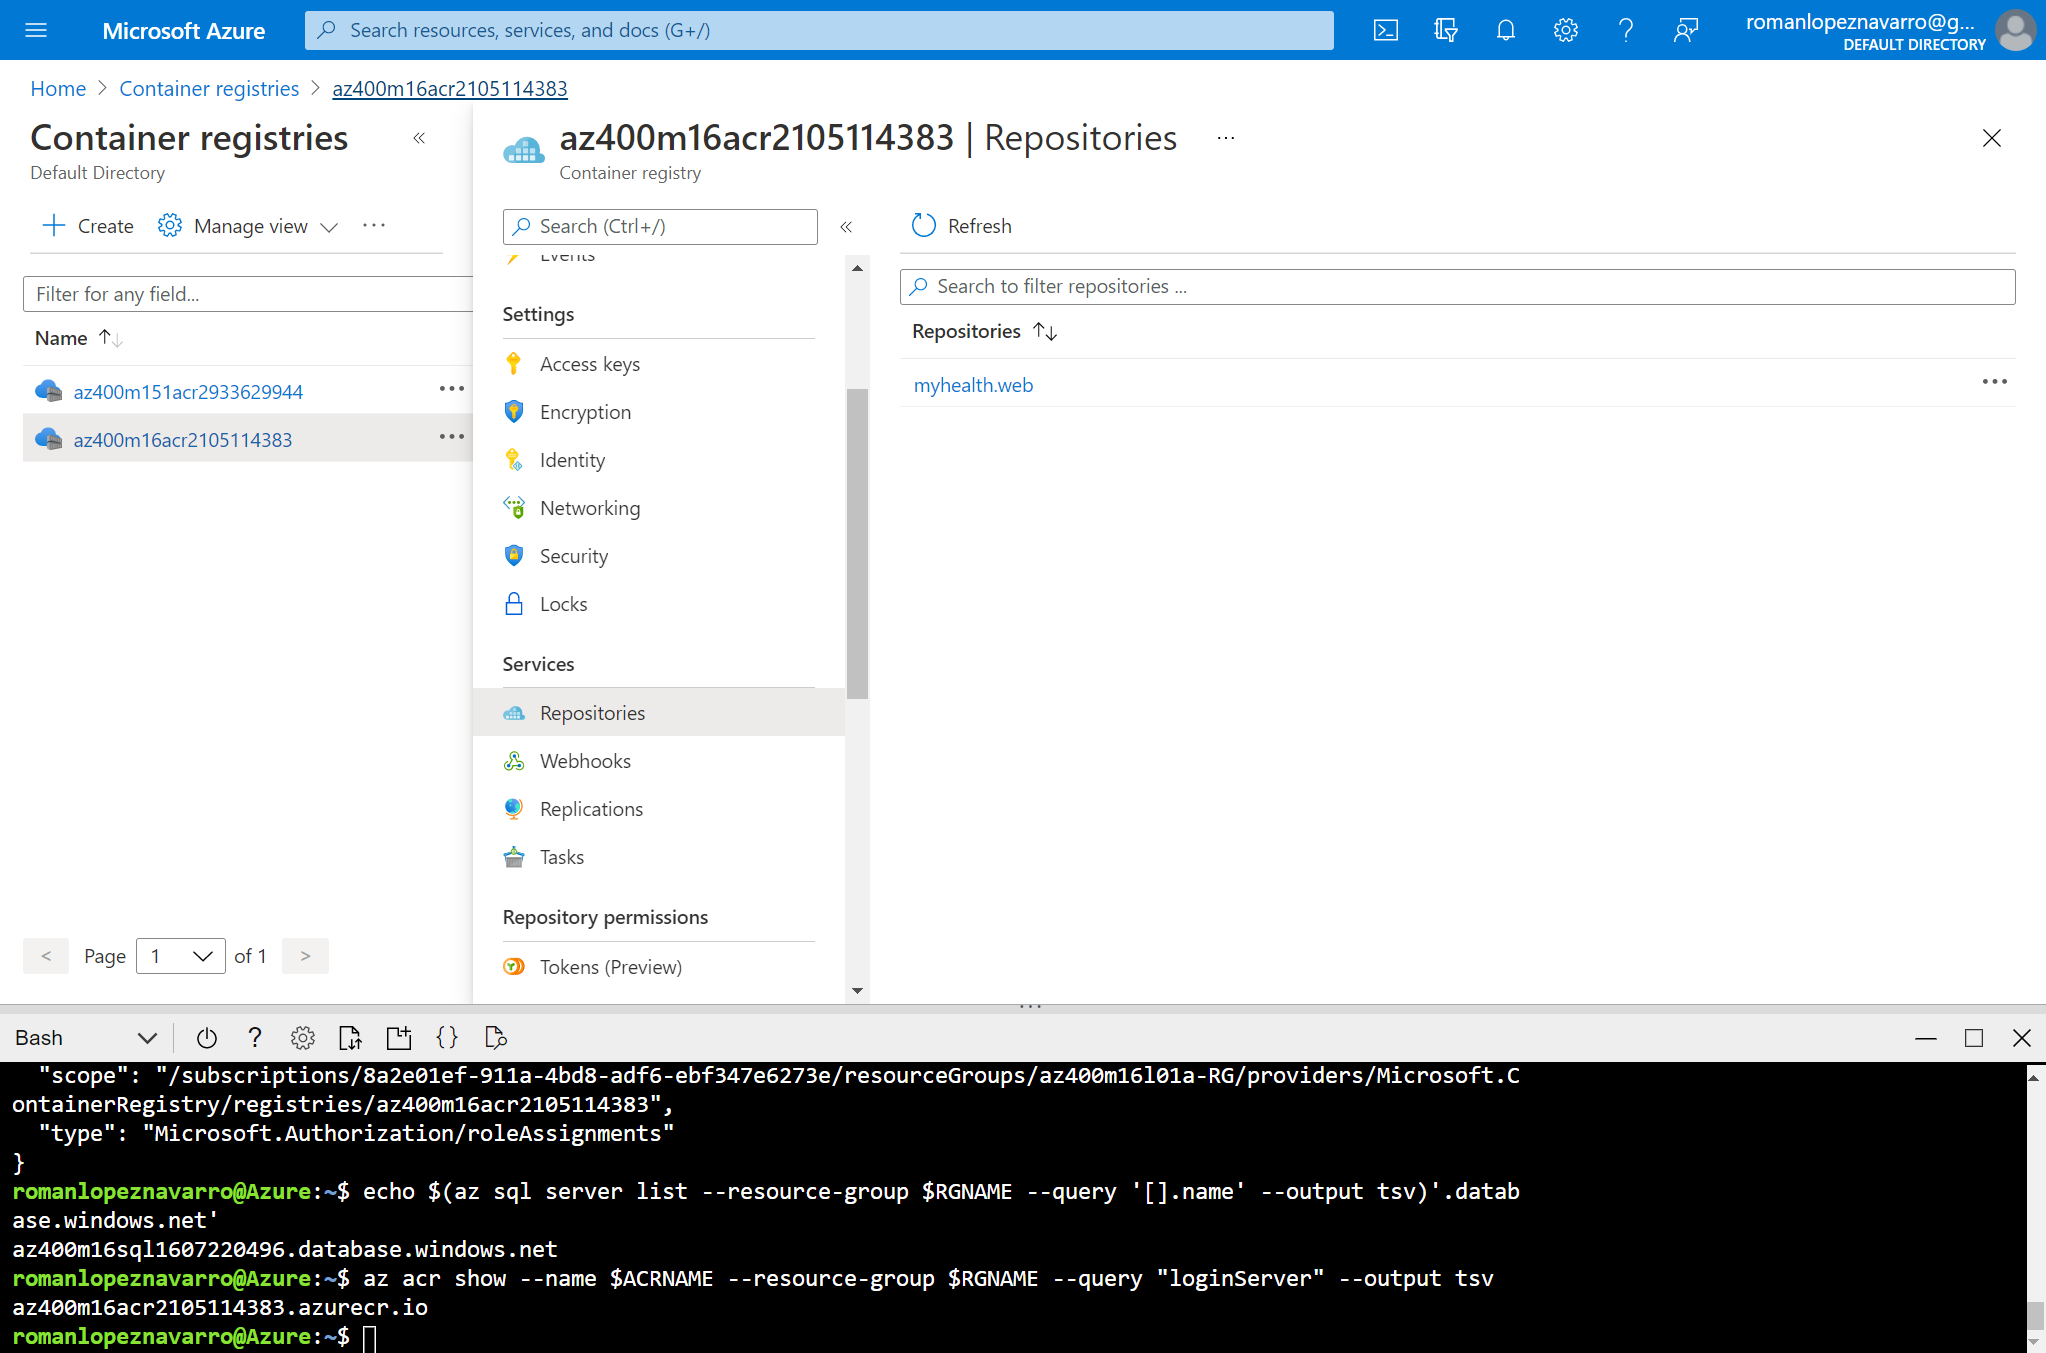 Microsoft Azure
Search resources, services, and docs (G+/)
romanlopeznavarro@g...
DEFAULT DIRECTORY
Home > Container registries > az400m16acr2105114383
Container registries «
Default Directory
+ Create Manage view ...
Filter for any field...
Name ↑↓
az400m151acr2933629944 ...
az400m16acr2105114383 ...
< Page 1 of 1 >
az400m16acr2105114383 | Repositories ...
Container registry
Search (Ctrl+/) «
Events
Settings
Access keys
Encryption
Identity
Networking
Security
Locks
Services
Repositories
Webhooks
Replications
Tasks
Repository permissions
Tokens (Preview)
Refresh
Search to filter repositories ...
Repositories ↑↓
myhealth.web ...
Bash ? {}
"scope": "/subscriptions/8a2e01ef-911a-4bd8-adf6-ebf347e6273e/resourceGroups/az400m16l01a-RG/providers/Microsoft.C
ontainerRegistry/registries/az400m16acr2105114383",
"type": "Microsoft.Authorization/roleAssignments"
}
romanlopeznavarro@Azure:~$ echo $(az sql server list --resource-group $RGNAME --query '[].name' --output tsv)'.datab
ase.windows.net'
az400m16sql1607220496.database.windows.net
romanlopeznavarro@Azure:~$ az acr show --name $ACRNAME --resource-group $RGNAME --query "loginServer" --output tsv
az400m16acr2105114383.azurecr.io
romanlopeznavarro@Azure:~$